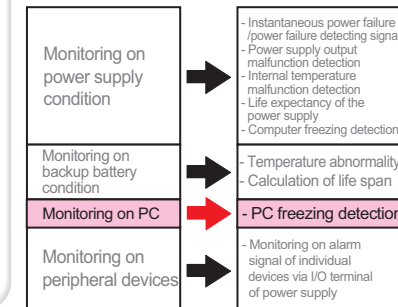 Monitoring on
power supply
condition
- Instantaneous power failure
/power failure detecting signal
- Power supply output
malfunction detection
- Internal temperature
malfunction detection
- Life expectancy of the
power supply
- Computer freezing detection
Monitoring on
backup battery
condition
- Temperature abnormality
- Calculation of life span
Monitoring on PC
- PC freezing detection
Monitoring on
peripheral devices
- Monitoring on alarm
signal of individual
devices via I/O terminal
of power supply